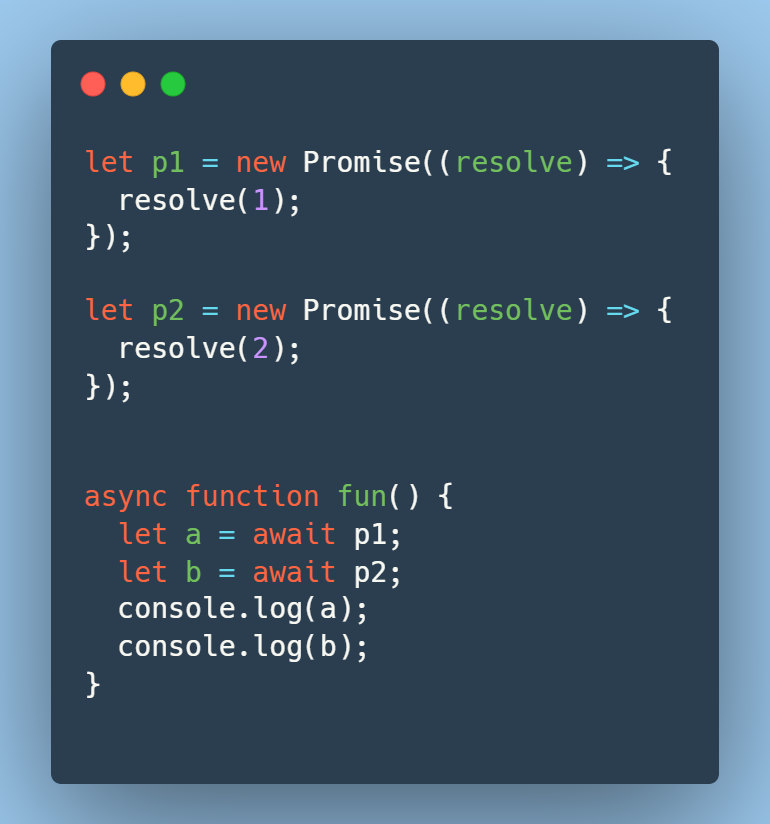 let p1 = new Promise((resolve) => {
  resolve(1);
});
let p2 = new Promise((resolve) => {
  resolve(2);
});
async function fun() {
  let a = await p1;
  let b = await p2;
  console.log(a);
  console.log(b);
}